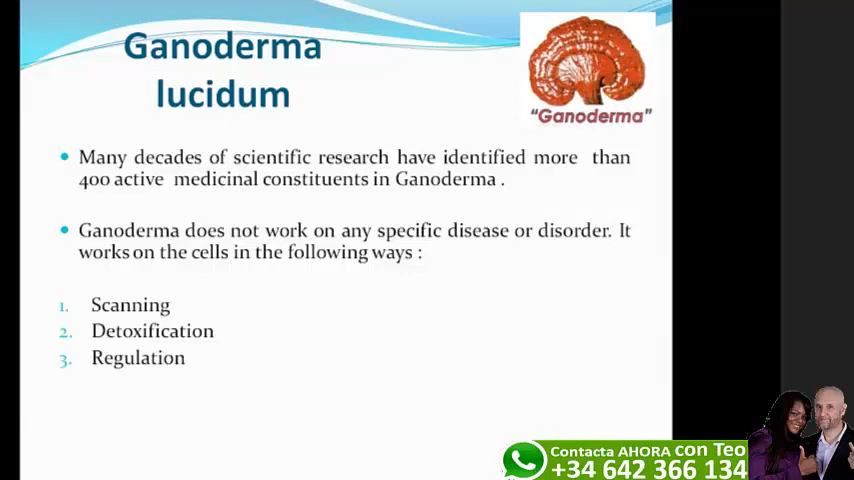 Ganoderma
lucidum
"Ganoderma"
• Many decades of scientific research have identified more than
400 active medicinal constituents in Ganoderma .
• Ganoderma does not work on any specific disease or disorder. It
works on the cells in the following ways :
1. Scanning
2. Detoxification
3. Regulation
Contacta AHORA con Teo
+34 642 366 134